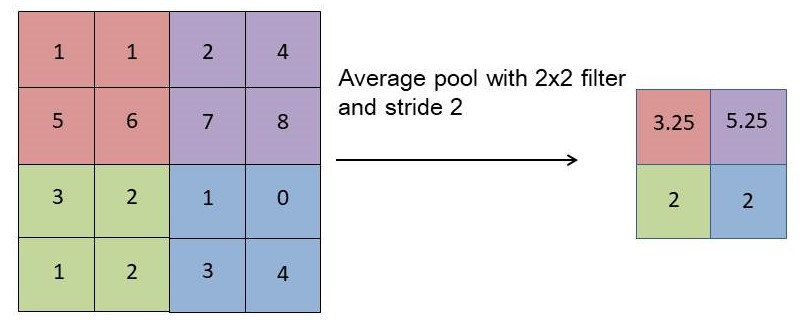 1 1 2 4
5 6 7 8
3 2 1 0
1 2 3 4
Average pool with 2x2 filter
and stride 2
3.25 5.25
2 2